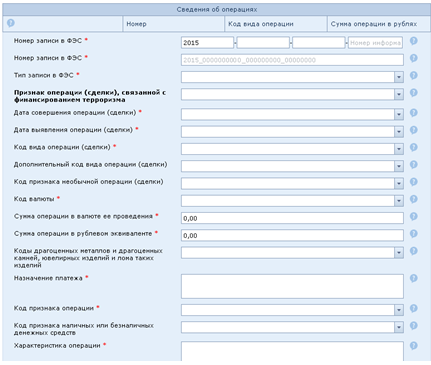 Сведения об операциях
Номер Код вида операции Сумма операции в рублях
Номер записи в ФЭС * 2015 - - - Номер информа
Номер записи в ФЭС * 2015_0000000000_000000000_00000000
Тип записи в ФЭС *
Признак операции (сделки), связанной с
финансированием терроризма
Дата совершения операции (сделки) *
Дата выявления операции (сделки) *
Код вида операции (сделки) *
Дополнительный код вида операции (сделки)
Код признака необычной операции (сделки)
Код валюты *
Сумма операции в валюте ее проведения * 0,00
Сумма операции в рублевом эквиваленте * 0,00
Коды драгоценных металлов и драгоценных
камней, ювелирных изделий и лома таких
изделий
Назначение платежа *
Код признака операции *
Код признака наличных или безналичных
денежных средств
Характеристика операции *